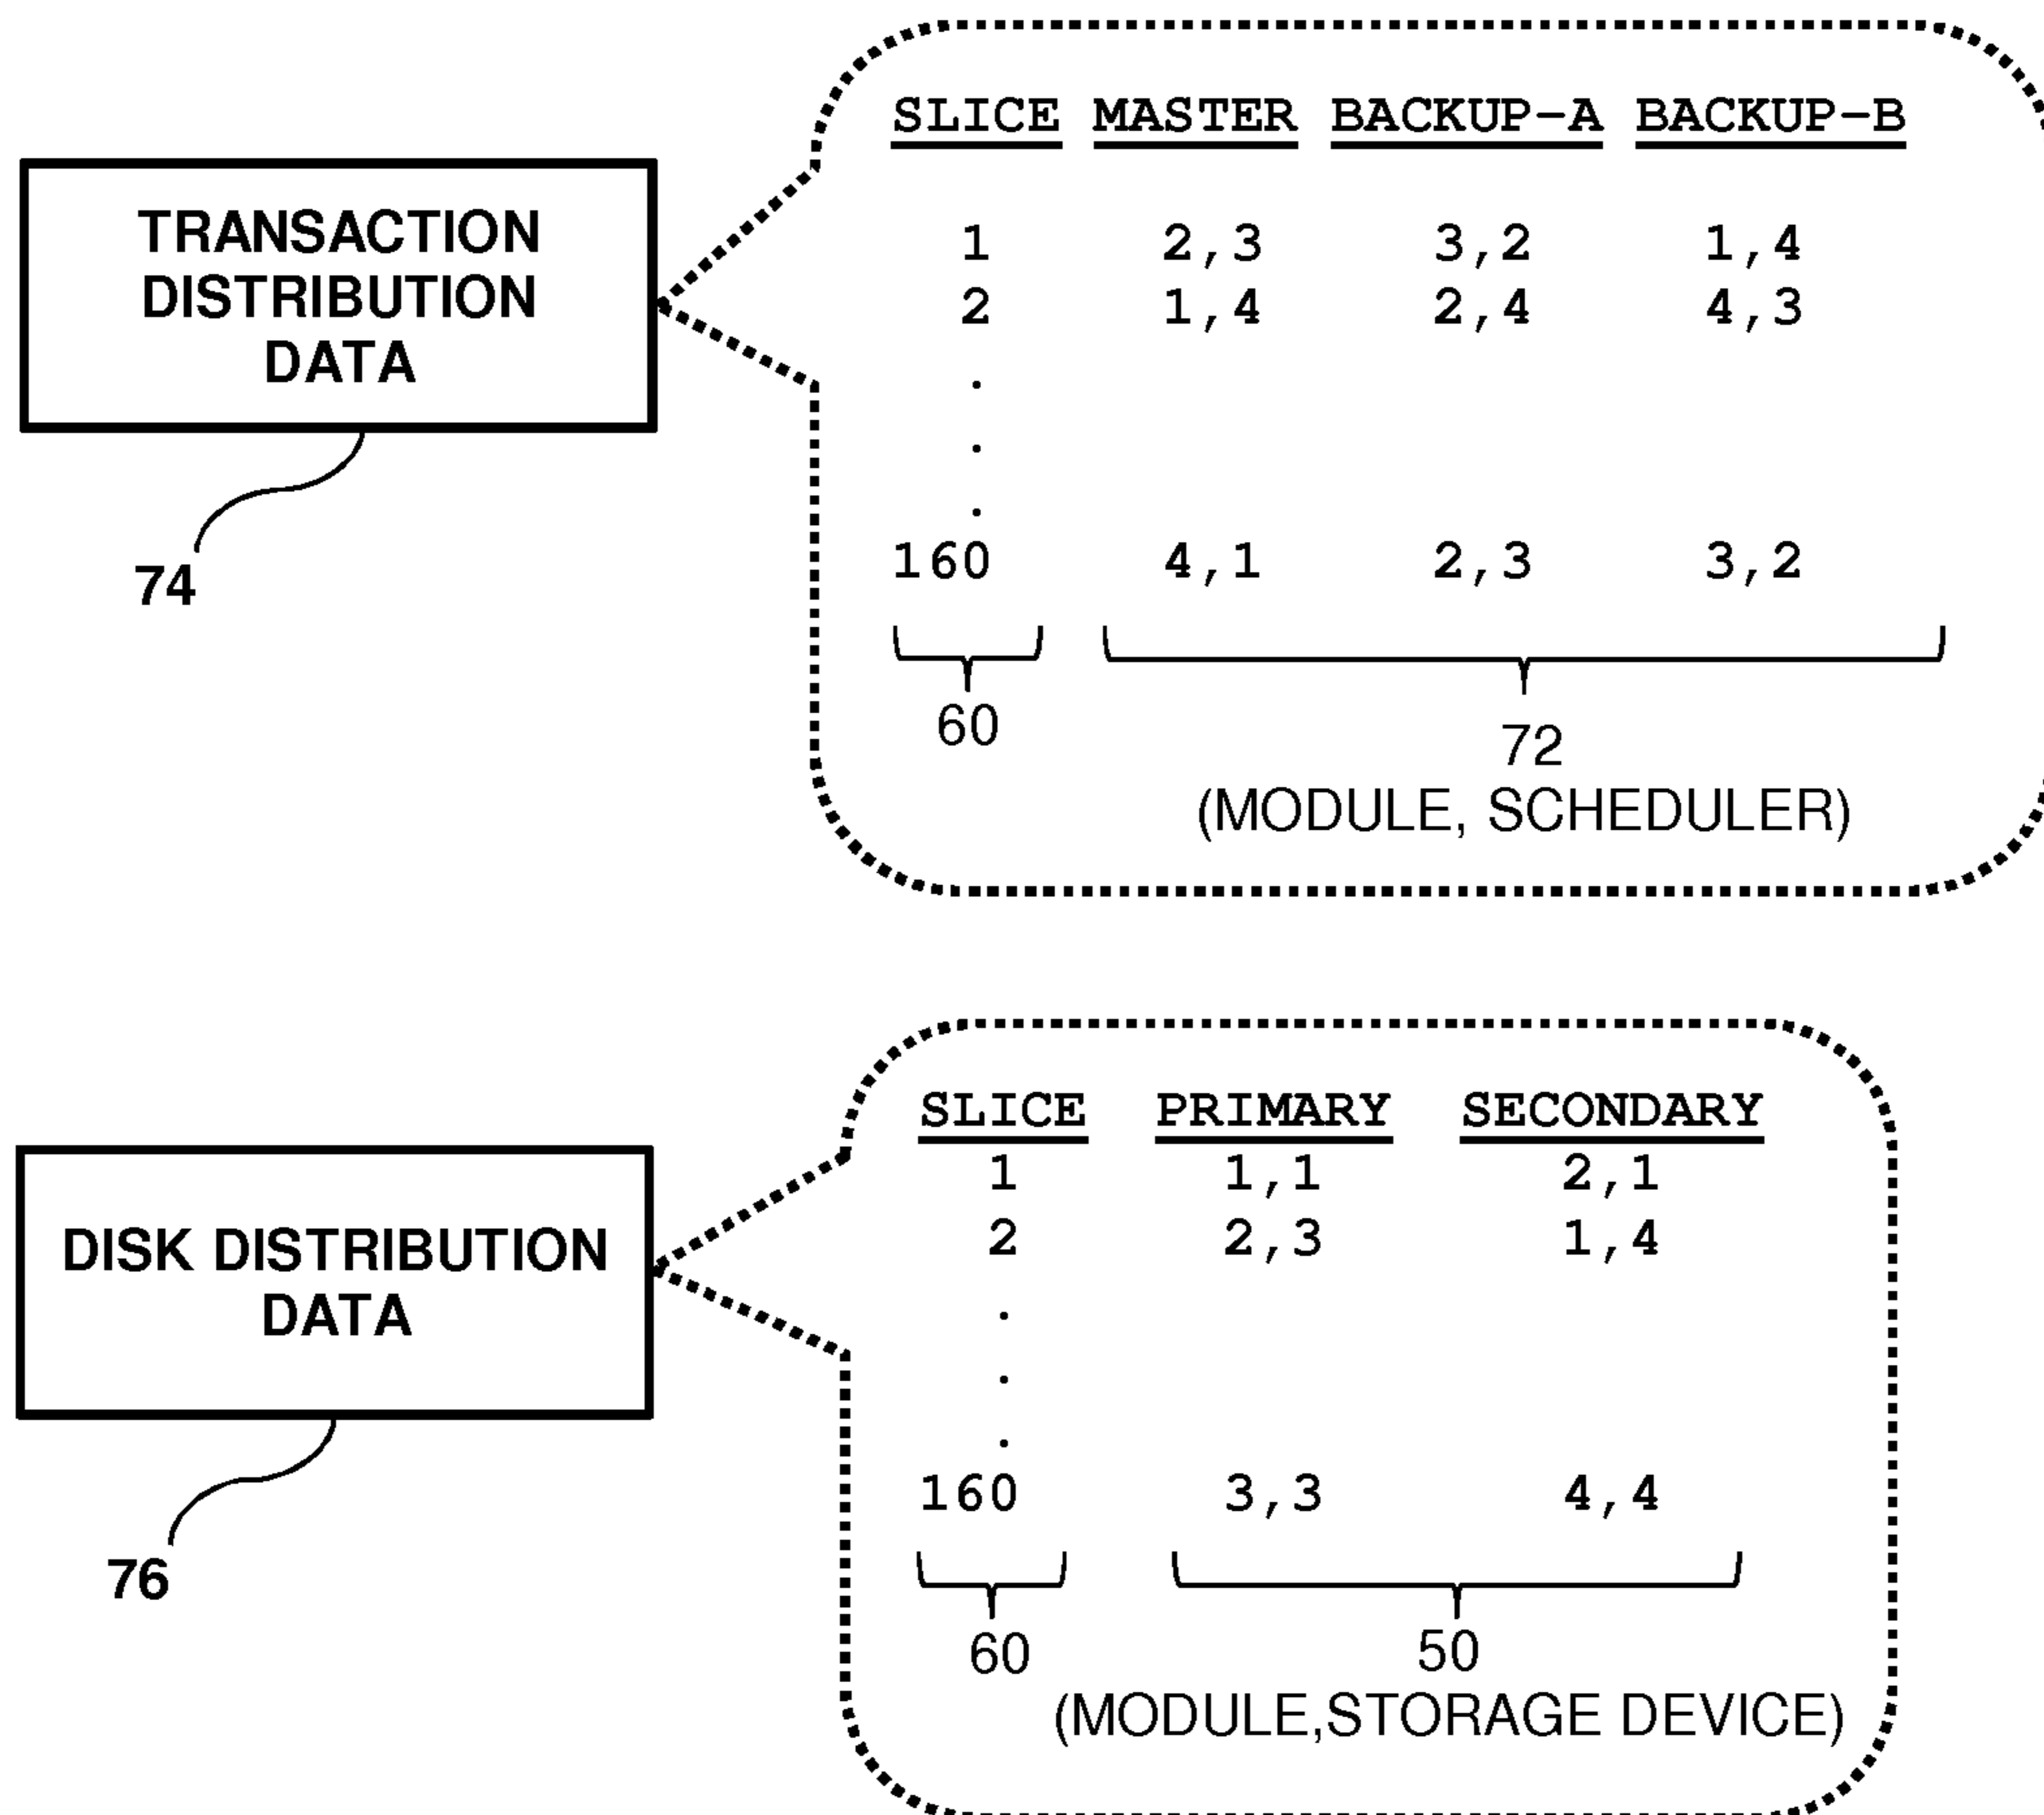 TRANSACTION
DISTRIBUTION
DATA
74
SLICE MASTER BACKUP-A BACKUP-B
1 2,3 3,2 1,4
2 1,4 2,4 4,3
.
.
.
160 4,1 2,3 3,2
60
72
(MODULE, SCHEDULER)
DISK DISTRIBUTION
DATA
76
SLICE PRIMARY SECONDARY
1 1,1 2,1
2 2,3 1,4
.
.
.
160 3,3 4,4
60
50
(MODULE,STORAGE DEVICE)